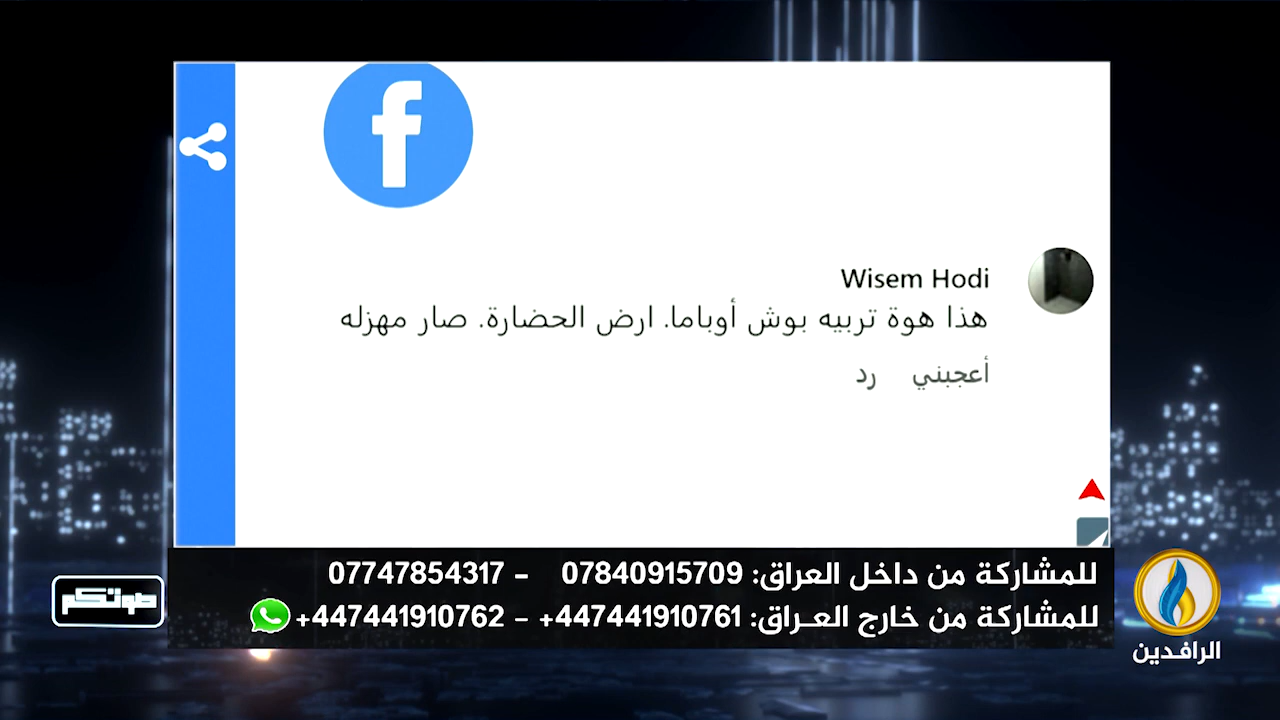 f
Wisem Hodi
هذا هوة تربيه بوش أوباما. ارض الحضارة. صار مهزله
أعجبني رد
للمشاركة من داخل العراق: 07840915709 - 07747854317
للمشاركة من خارج العـراق: 447441910761+ - 447441910762+
صوتكم
الرافدين